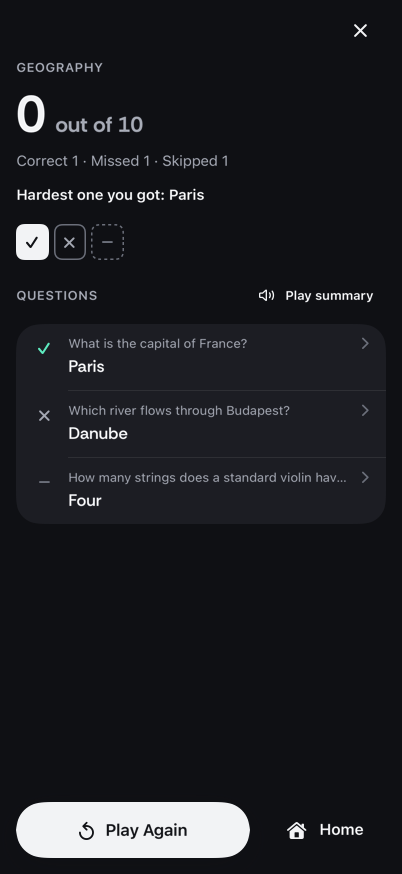 GEOGRAPHY
0 out of 10
Correct 1 · Missed 1 · Skipped 1
Hardest one you got: Paris
QUESTIONS
Play summary
What is the capital of France?
Paris
Which river flows through Budapest?
Danube
How many strings does a standard violin hav...
Four
Play Again
Home